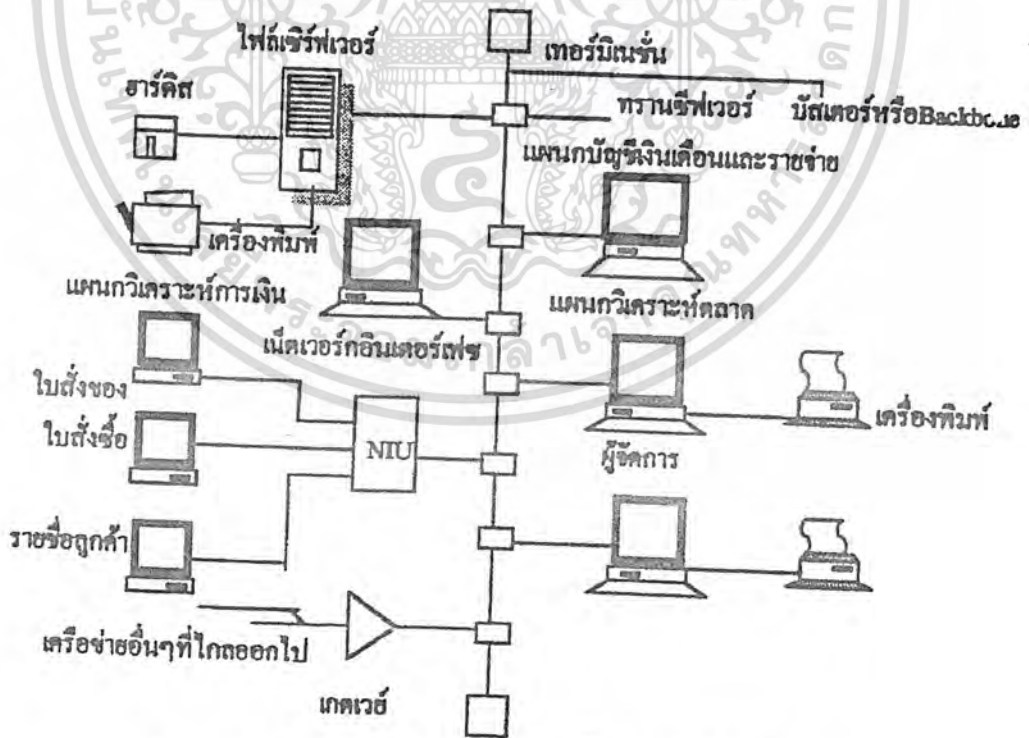 ไฟล์เซิร์ฟเวอร์
เทอร์มิเนชั่น
ฮาร์ดิส
ทรานซีฟเวอร์
บัสเตอร์หรือBackbone
แผนกบัญชีเงินเดือนและรายจ่าย
เครื่องพิมพ์
แผนกวิเคราะห์การเงิน
แผนกวิเคราะห์ตลาด
เน็ตเวอร์กอินเตอร์เฟซ
ใบสั่งของ
เครื่องพิมพ์
ใบสั่งซื้อ
NIU
ผู้จัดการ
รายชื่อลูกค้า
เครือข่ายอื่นๆที่ไกลออกไป
เกตเวย์